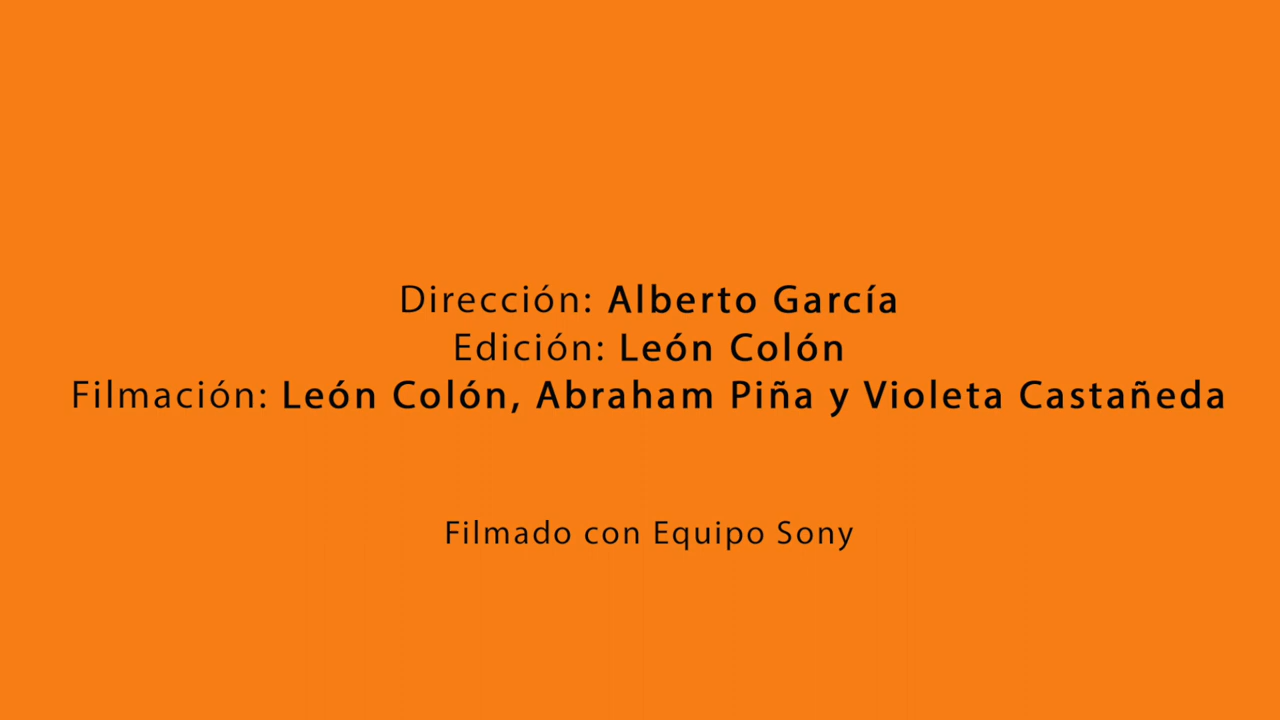 Dirección: Alberto García
Edición: León Colón
Filmación: León Colón, Abraham Piña y Violeta Castañeda
Filmado con Equipo Sony